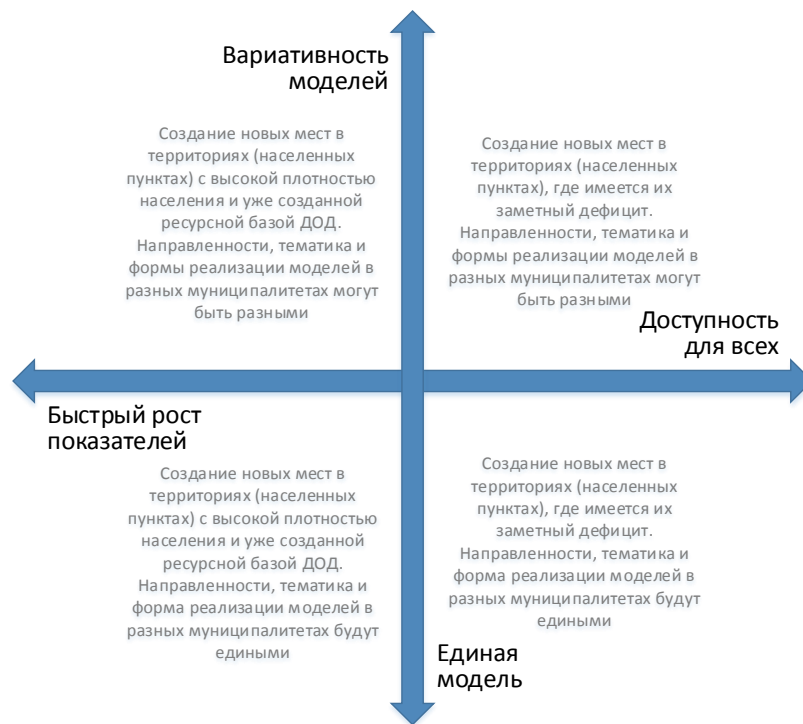 Вариативность
моделей
Создание новых мест в
территориях (населенных
пунктах) с высокой плотностью
населения и уже созданной
ресурсной базой ДОД.
Направленности, тематика и
формы реализации моделей в
разных муниципалитетах могут
быть разными
Создание новых мест в
территориях (населенных
пунктах), где имеется их
заметный дефицит.
Направленности, тематика и
формы реализации моделей в
разных муниципалитетах могут
быть разными
Доступность
для всех
Быстрый рост
показателей
Создание новых мест в
территориях (населенных
пунктах) с высокой плотностью
населения и уже созданной
ресурсной базой ДОД.
Направленности, тематика и
форма реализации моделей в
разных муниципалитетах будут
едиными
Создание новых мест в
территориях (населенных
пунктах), где имеется их
заметный дефицит.
Направленности, тематика и
форма реализации моделей в
разных муниципалитетах будут
едиными
Единая
модель